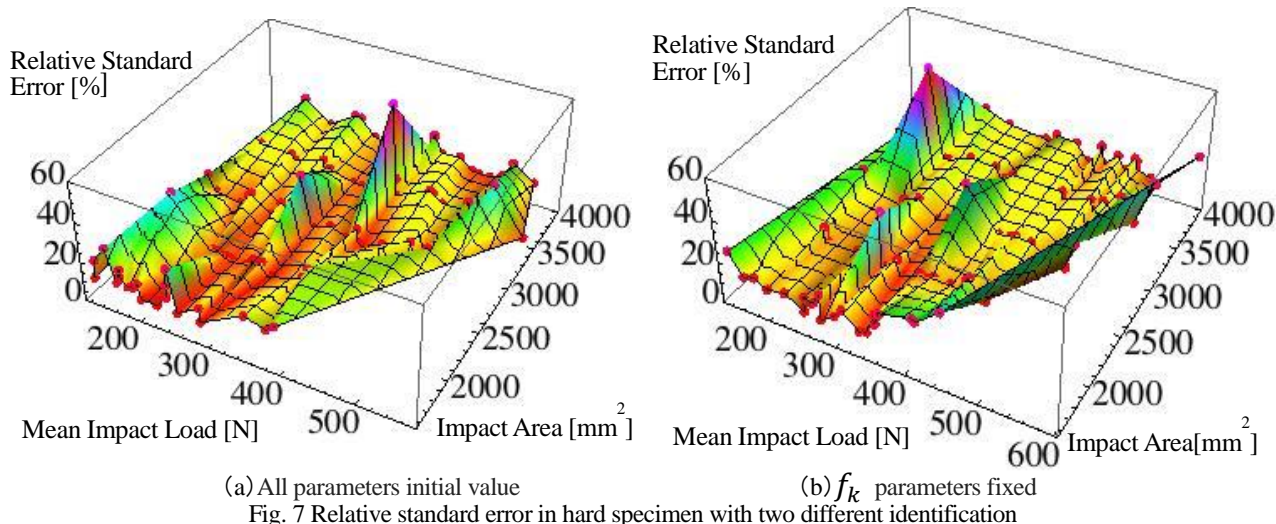 Relative Standard
Error [%]
60
40
20
0
200
300
400
500
Mean Impact Load [N]
2000
2500
3000
3500
4000
Impact Area [mm2]
(a)All parameters initial value
Relative Standard
Error [%]
60
40
20
0
200
300
400
500
600
Mean Impact Load [N]
2000
2500
3000
3500
4000
Impact Area[mm2]
(b) fk parameters fixed
Fig. 7 Relative standard error in hard specimen with two different identification